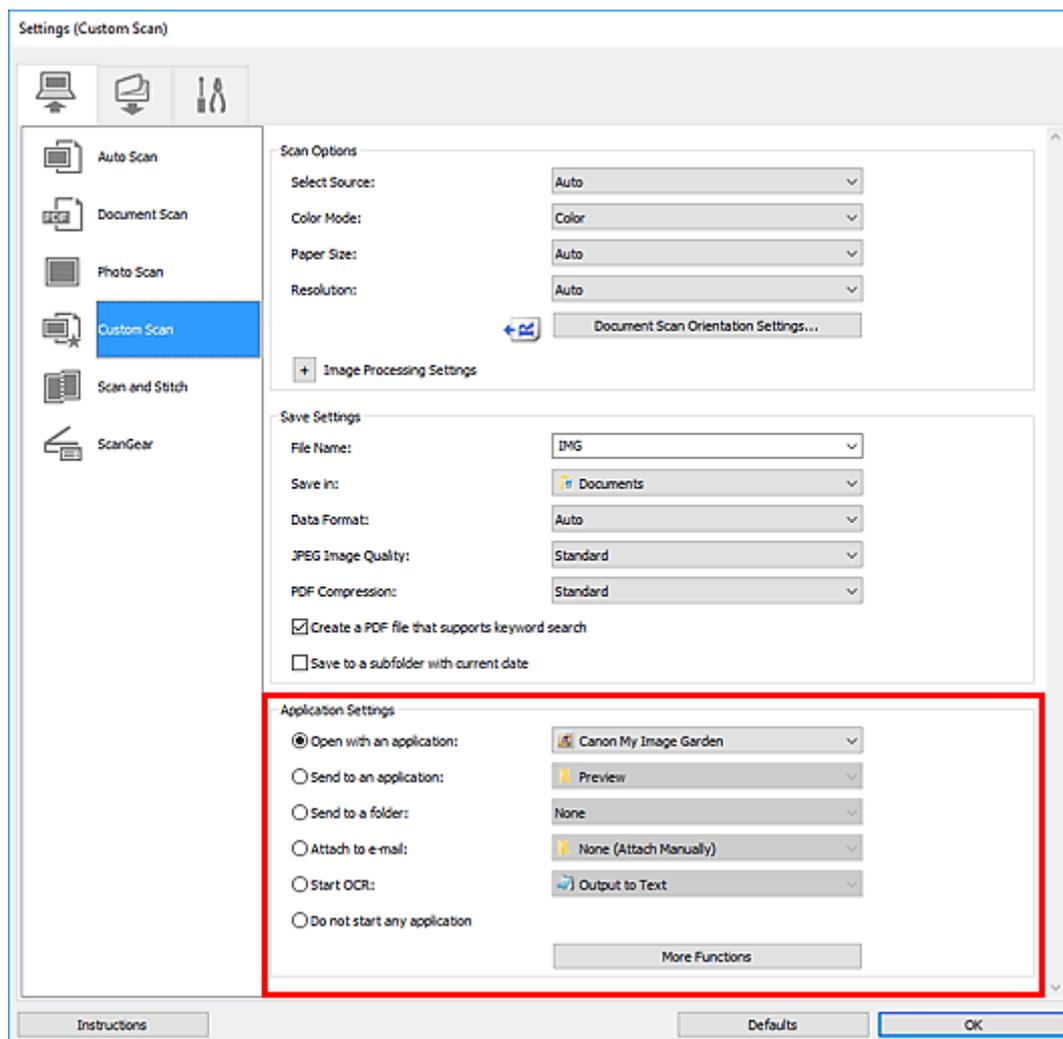 Settings (Custom Scan)
Auto Scan
Document Scan
Photo Scan
Custom Scan
Scan and Stitch
ScanGear
Scan Options
Select Source: Auto
Color Mode: Color
Paper Size: Auto
Resolution: Auto
Document Scan Orientation Settings...
+ Image Processing Settings
Save Settings
File Name: IMG
Save in: Documents
Data Format: Auto
JPEG Image Quality: Standard
PDF Compression: Standard
Create a PDF file that supports keyword search
Save to a subfolder with current date
Application Settings
Open with an application: Canon My Image Garden
Send to an application: Preview
Send to a folder: None
Attach to e-mail: None (Attach Manually)
Start OCR: Output to Text
Do not start any application
More Functions
Instructions Defaults OK